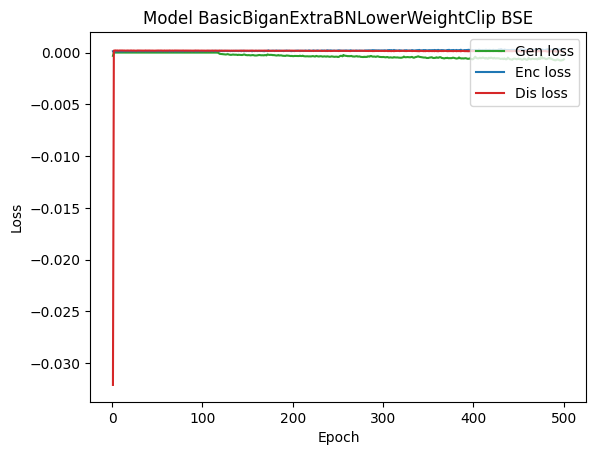 Model BasicBiganExtraBNLowerWeightClip BSE
0.000
−0.005
−0.010
−0.015
−0.020
−0.025
−0.030
Loss
Gen loss
Enc loss
Dis loss
0
100
200
300
400
500
Epoch